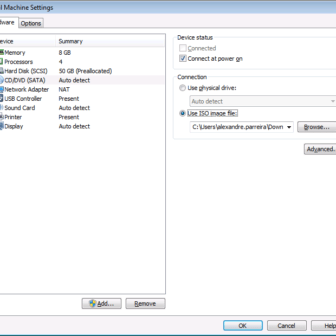 Machine Settings
Options
Device Summary
Memory 8 GB
Processors 4
Hard Disk (SCSI) 50 GB (Preallocated)
CD/DVD (SATA) Auto detect
Network Adapter NAT
USB Controller Present
Sound Card Auto detect
Printer Present
Display Auto detect
Add...
Remove
Device status
Connected
Connect at power on
Connection
Use physical drive:
Auto detect
Use ISO image file:
C:\Users\alexandre.parreira\Down
Browse...
Advanced.
OK
Cancel
Help